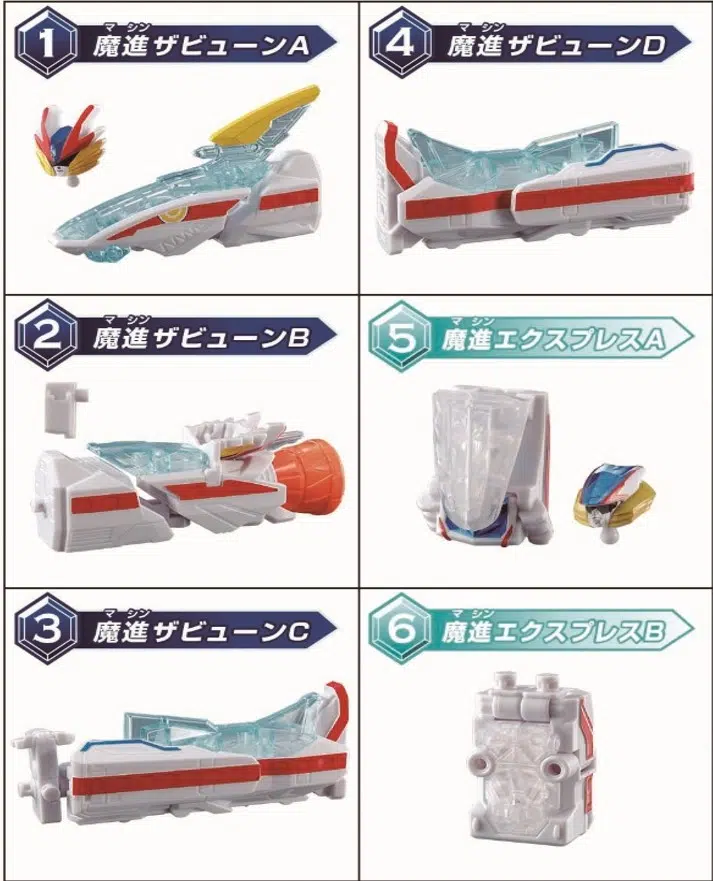 1 魔進ザビューンA
マシン
4 魔進ザビューンD
マシン
2 魔進ザビューンB
マシン
5 魔進エクスプレスA
マシン
3 魔進ザビューンC
マシン
6 魔進エクスプレスB
マシン